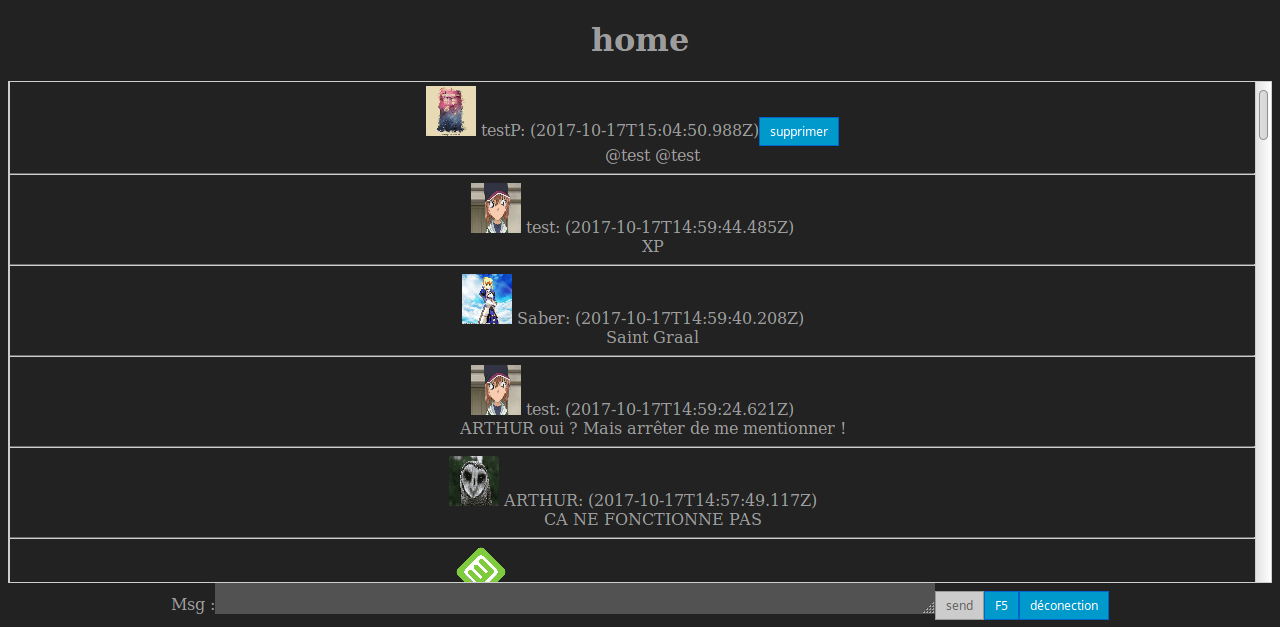 home
testP: (2017-10-17T15:04:50.988Z) supprimer
@test @test
test: (2017-10-17T14:59:44.485Z)
XP
Saber: (2017-10-17T14:59:40.208Z)
Saint Graal
test: (2017-10-17T14:59:24.621Z)
ARTHUR oui ? Mais arrêter de me mentionner !
ARTHUR: (2017-10-17T14:57:49.117Z)
CA NE FONCTIONNE PAS
Msg : send F5 déconection